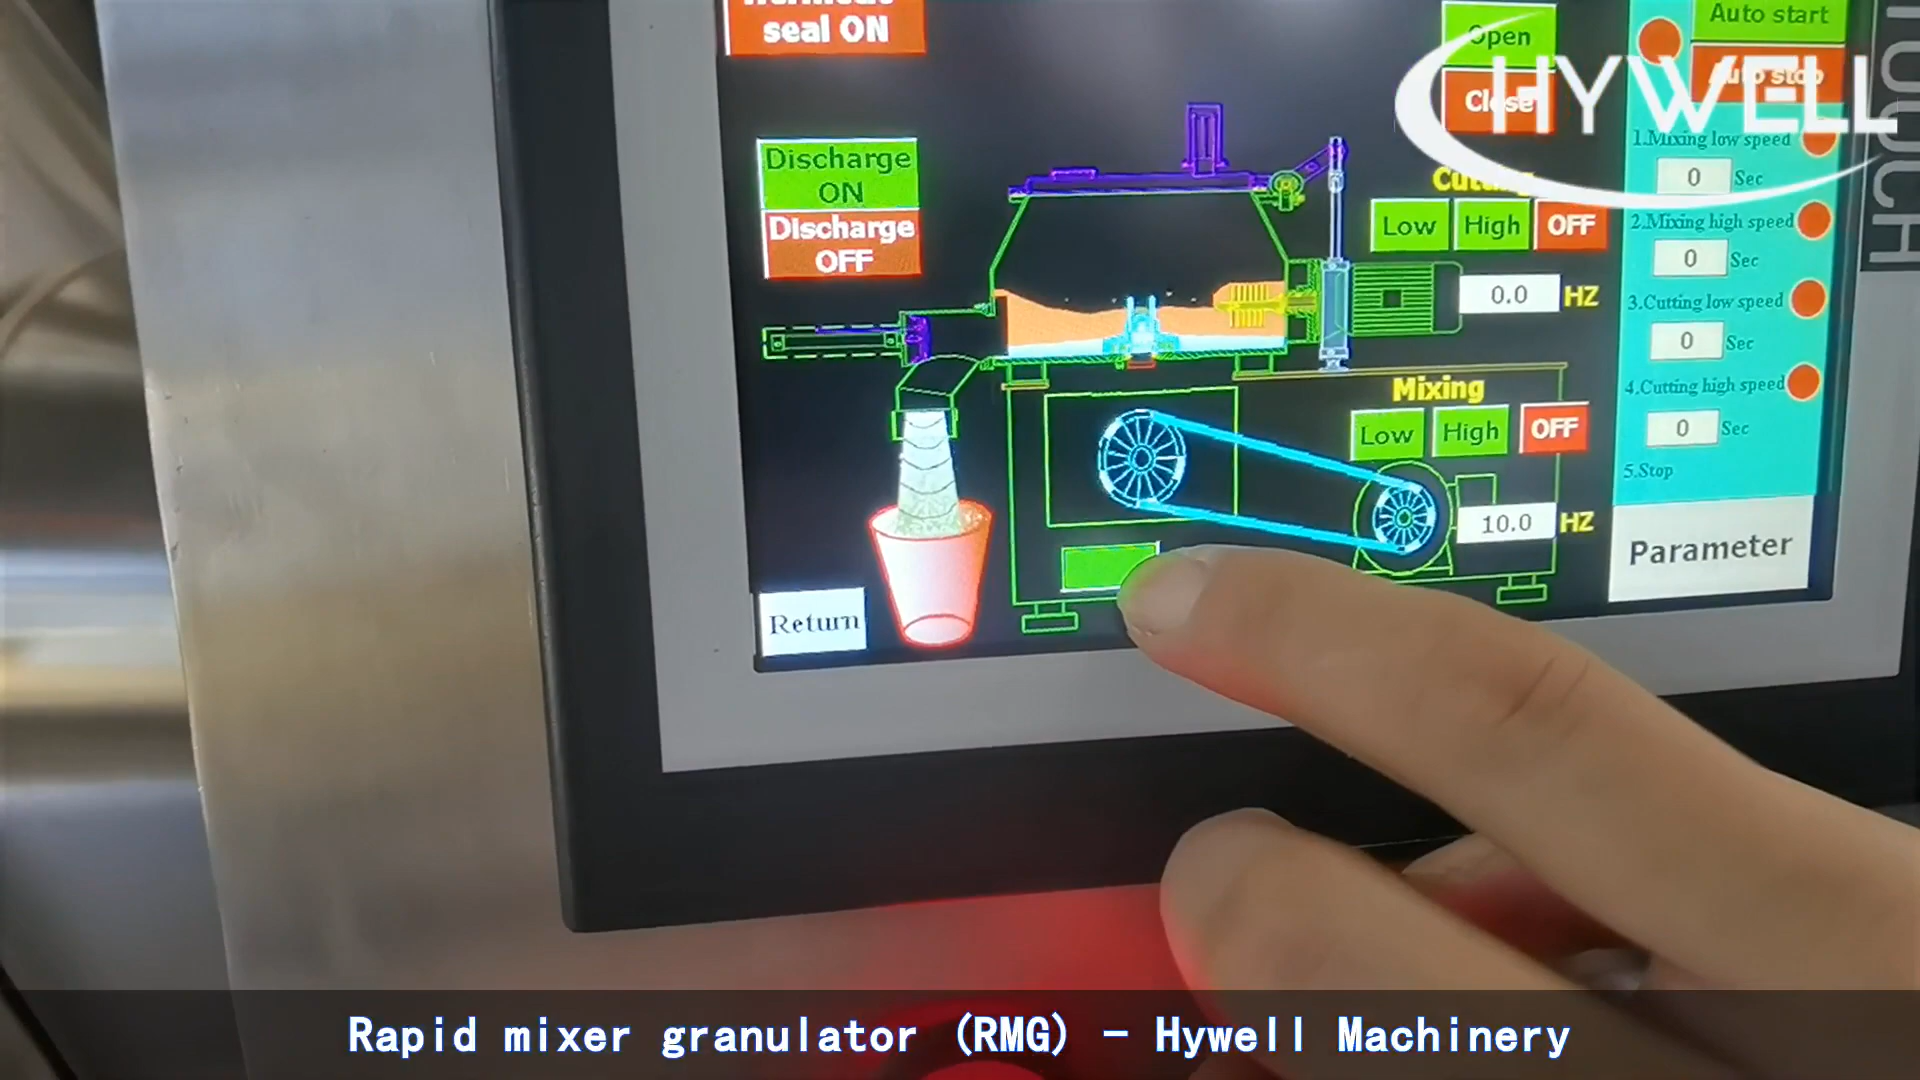 seal ON
Open
Close
Auto start
Auto stop
HYWELL
TOUCH
Discharge
ON
Discharge
OFF
Cutting
Low High OFF
0.0 HZ
Mixing
Low High OFF
10.0 HZ
1.Mixing low speed
0 Sec
2.Mixing high speed
0 Sec
3.Cutting low speed
0 Sec
4.Cutting high speed
0 Sec
5.Stop
Parameter
Return
Rapid mixer granulator (RMG) - Hywell Machinery